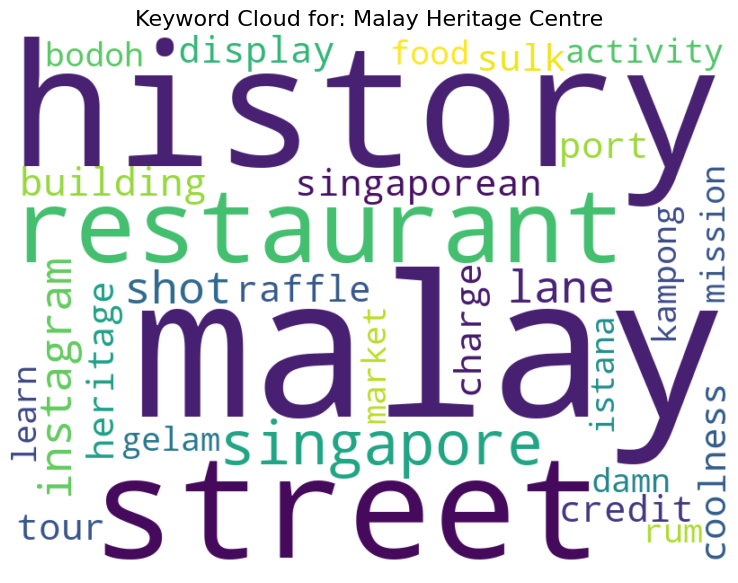 Keyword Cloud for: Malay Heritage Centre
bodoh
display
food
sulk
activity
history
port
building
singaporean
mission
restaurant
kampong
instagram
heritage
shot
raffle
charge
lane
malay
market
istana
learn
gelam
singapore
coolness
street
damn
credit
tour
rum